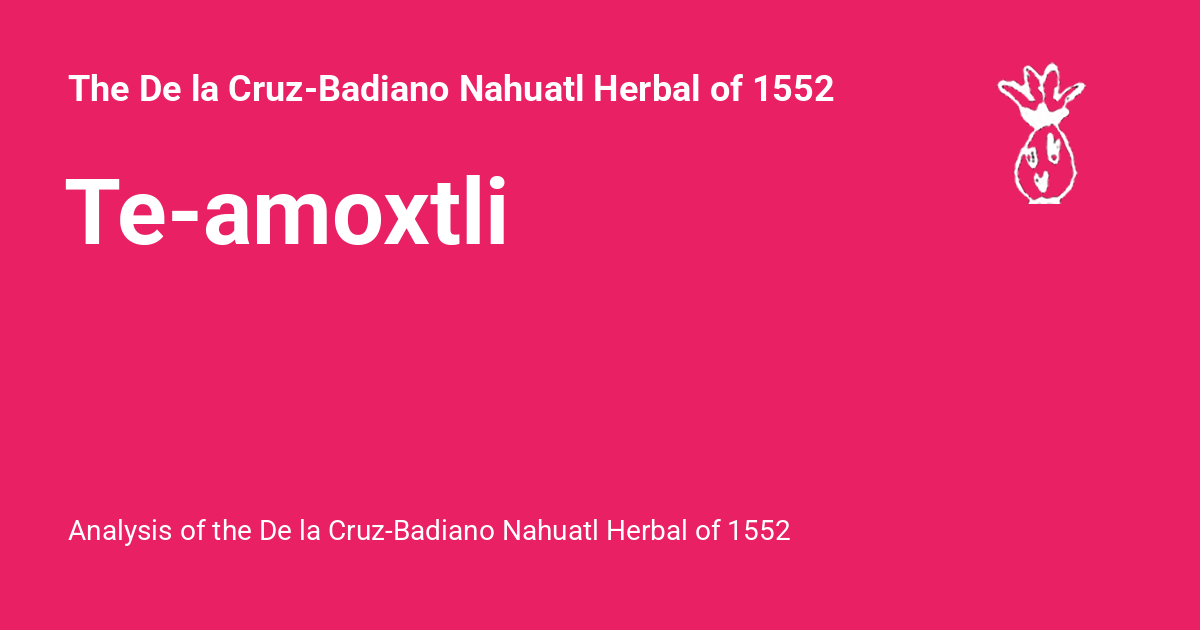 The De la Cruz-Badiano Nahuatl Herbal of 1552
Te-amoxtli
Analysis of the De la Cruz-Badiano Nahuatl Herbal of 1552